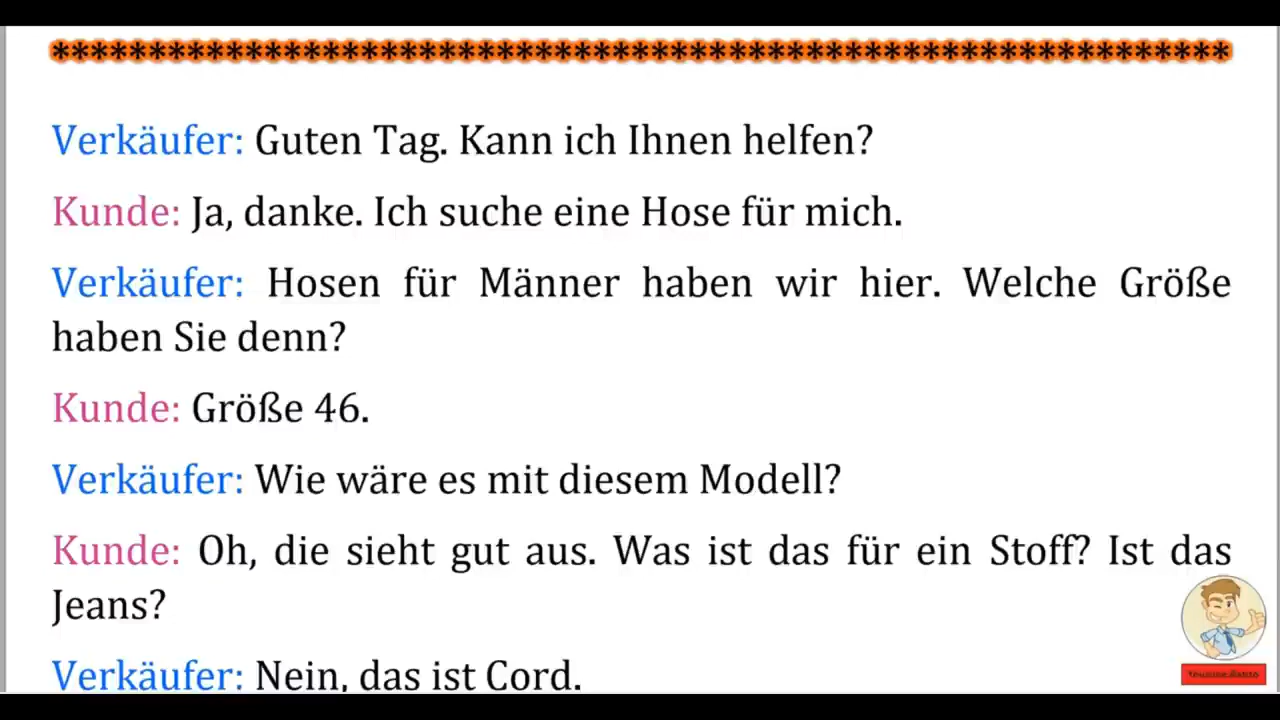 **************************************************************
Verkäufer: Guten Tag. Kann ich Ihnen helfen?
Kunde: Ja, danke. Ich suche eine Hose für mich.
Verkäufer: Hosen für Männer haben wir hier. Welche Größe
haben Sie denn?
Kunde: Größe 46.
Verkäufer: Wie wäre es mit diesem Modell?
Kunde: Oh, die sieht gut aus. Was ist das für ein Stoff? Ist das
Jeans?
Verkäufer: Nein, das ist Cord.